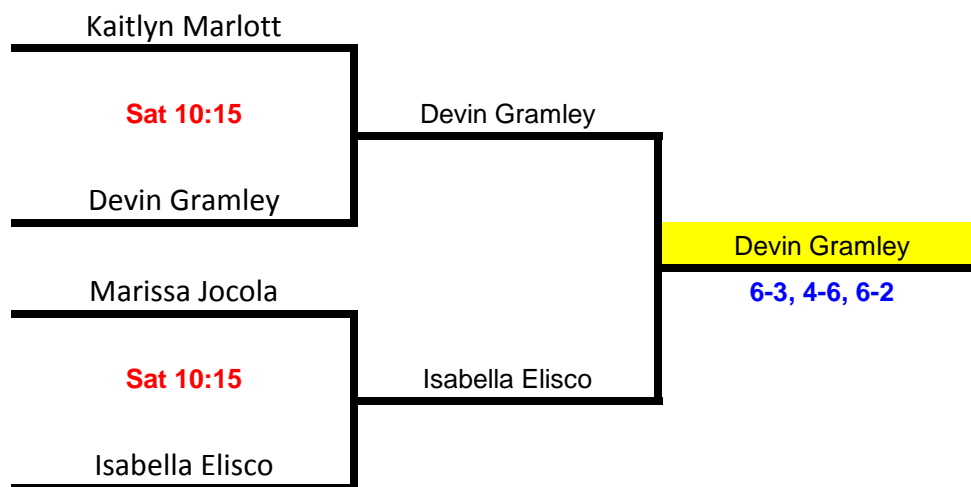 Kaitlyn Marlott
Sat 10:15
Devin Gramley
Devin Gramley
Devin Gramley
6-3, 4-6, 6-2
Marissa Jocola
Sat 10:15
Isabella Elisco
Isabella Elisco